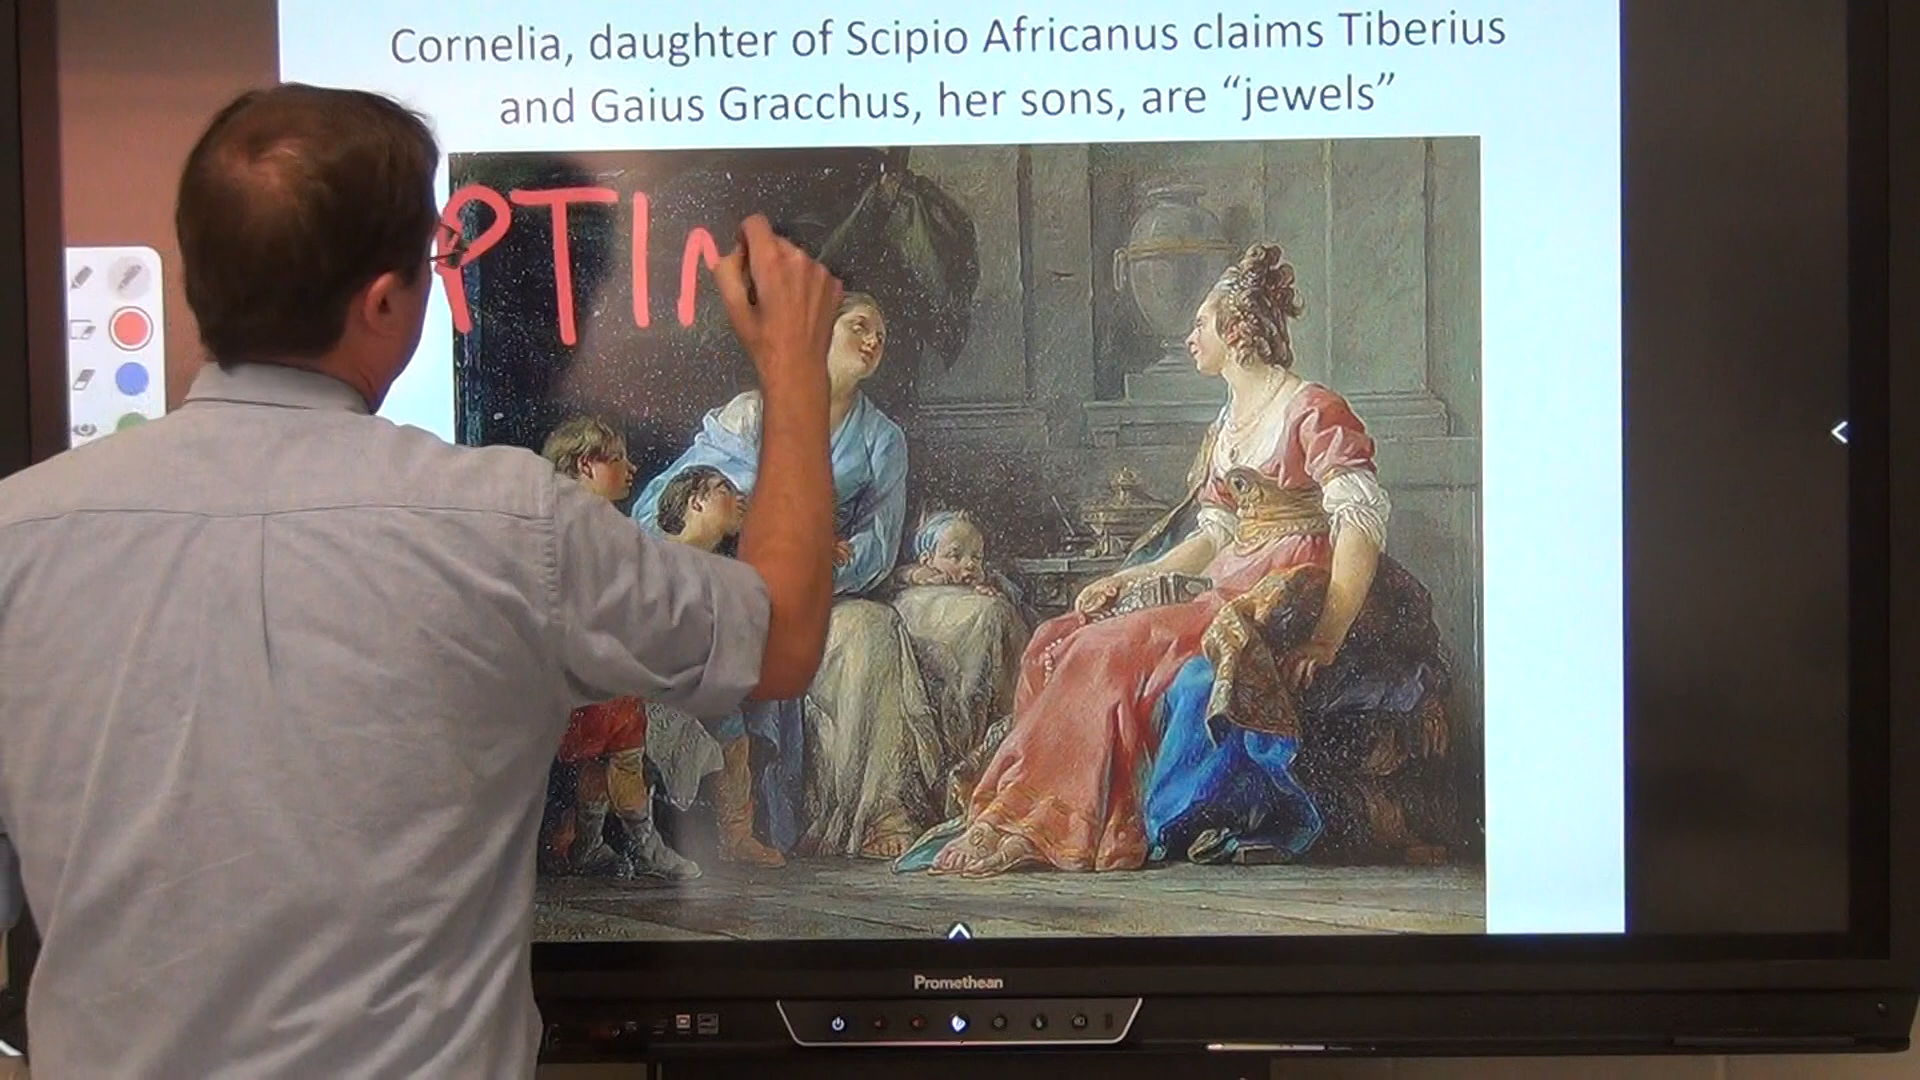 Cornelia, daughter of Scipio Africanus claims Tiberius
and Gaius Gracchus, her sons, are “jewels”
PTIM
Promethean